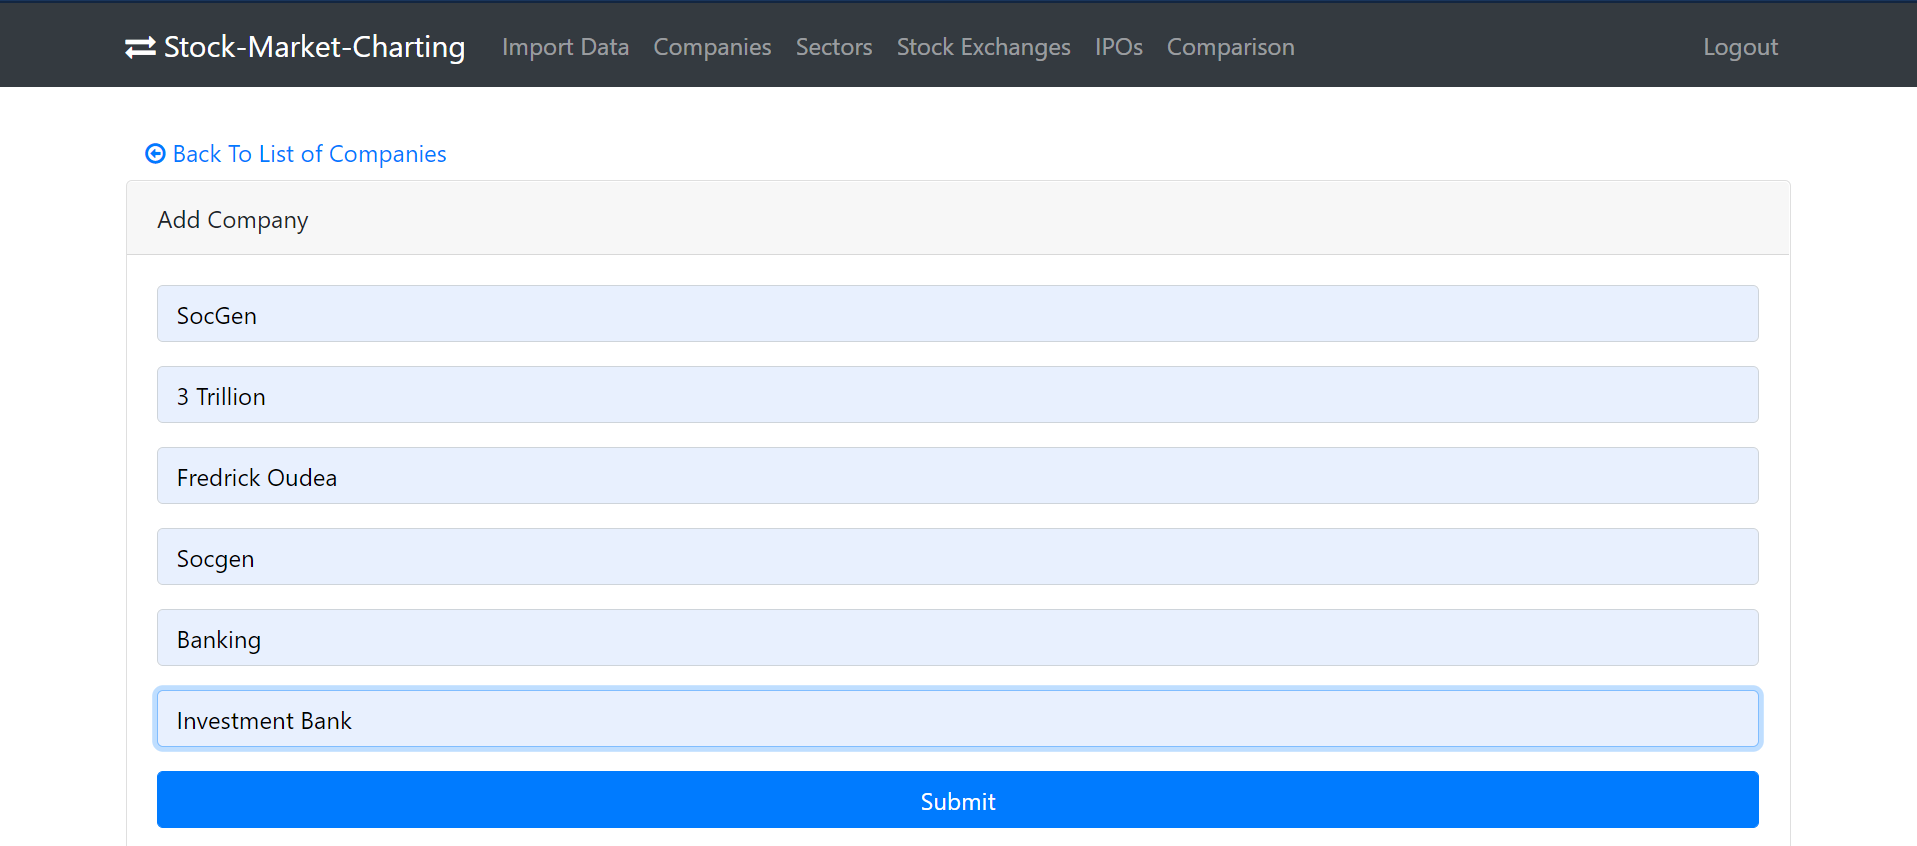 Stock-Market-Charting Import Data Companies Sectors Stock Exchanges IPOs Comparison Logout
Back To List of Companies
Add Company
SocGen
3 Trillion
Fredrick Oudea
Socgen
Banking
Investment Bank
Submit